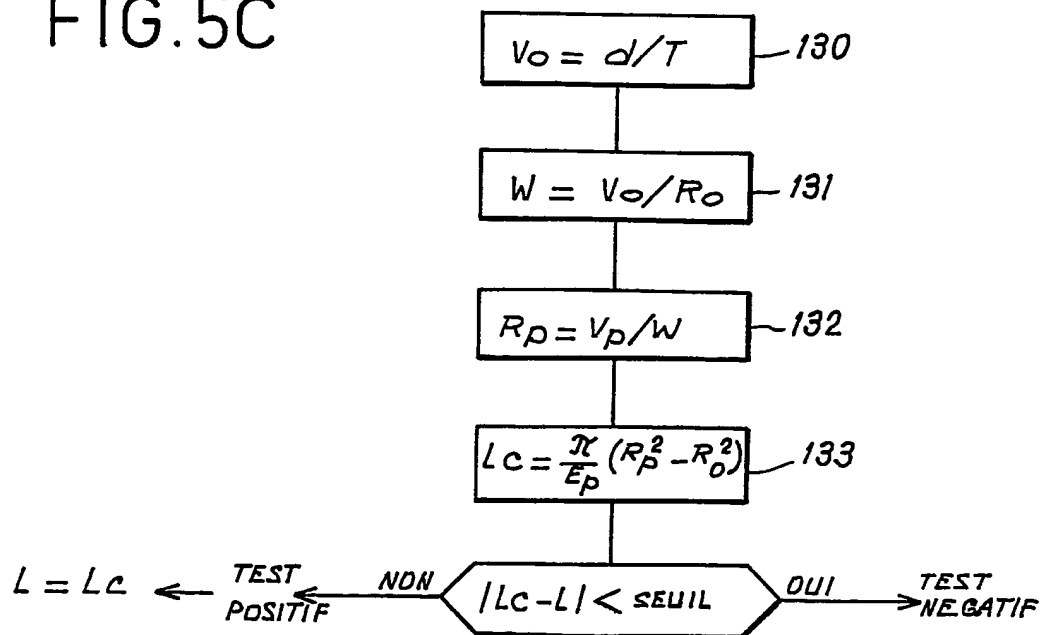 FIG. 5C
Vo = d/T
130
W = Vo/Ro
131
Rp = Vp/W
132
Lc = π/Ep (Rp² - Ro²)
133
|Lc-L| < SEUIL
NON
TEST
POSITIF
L = Lc
OUI
TEST
NEGATIF